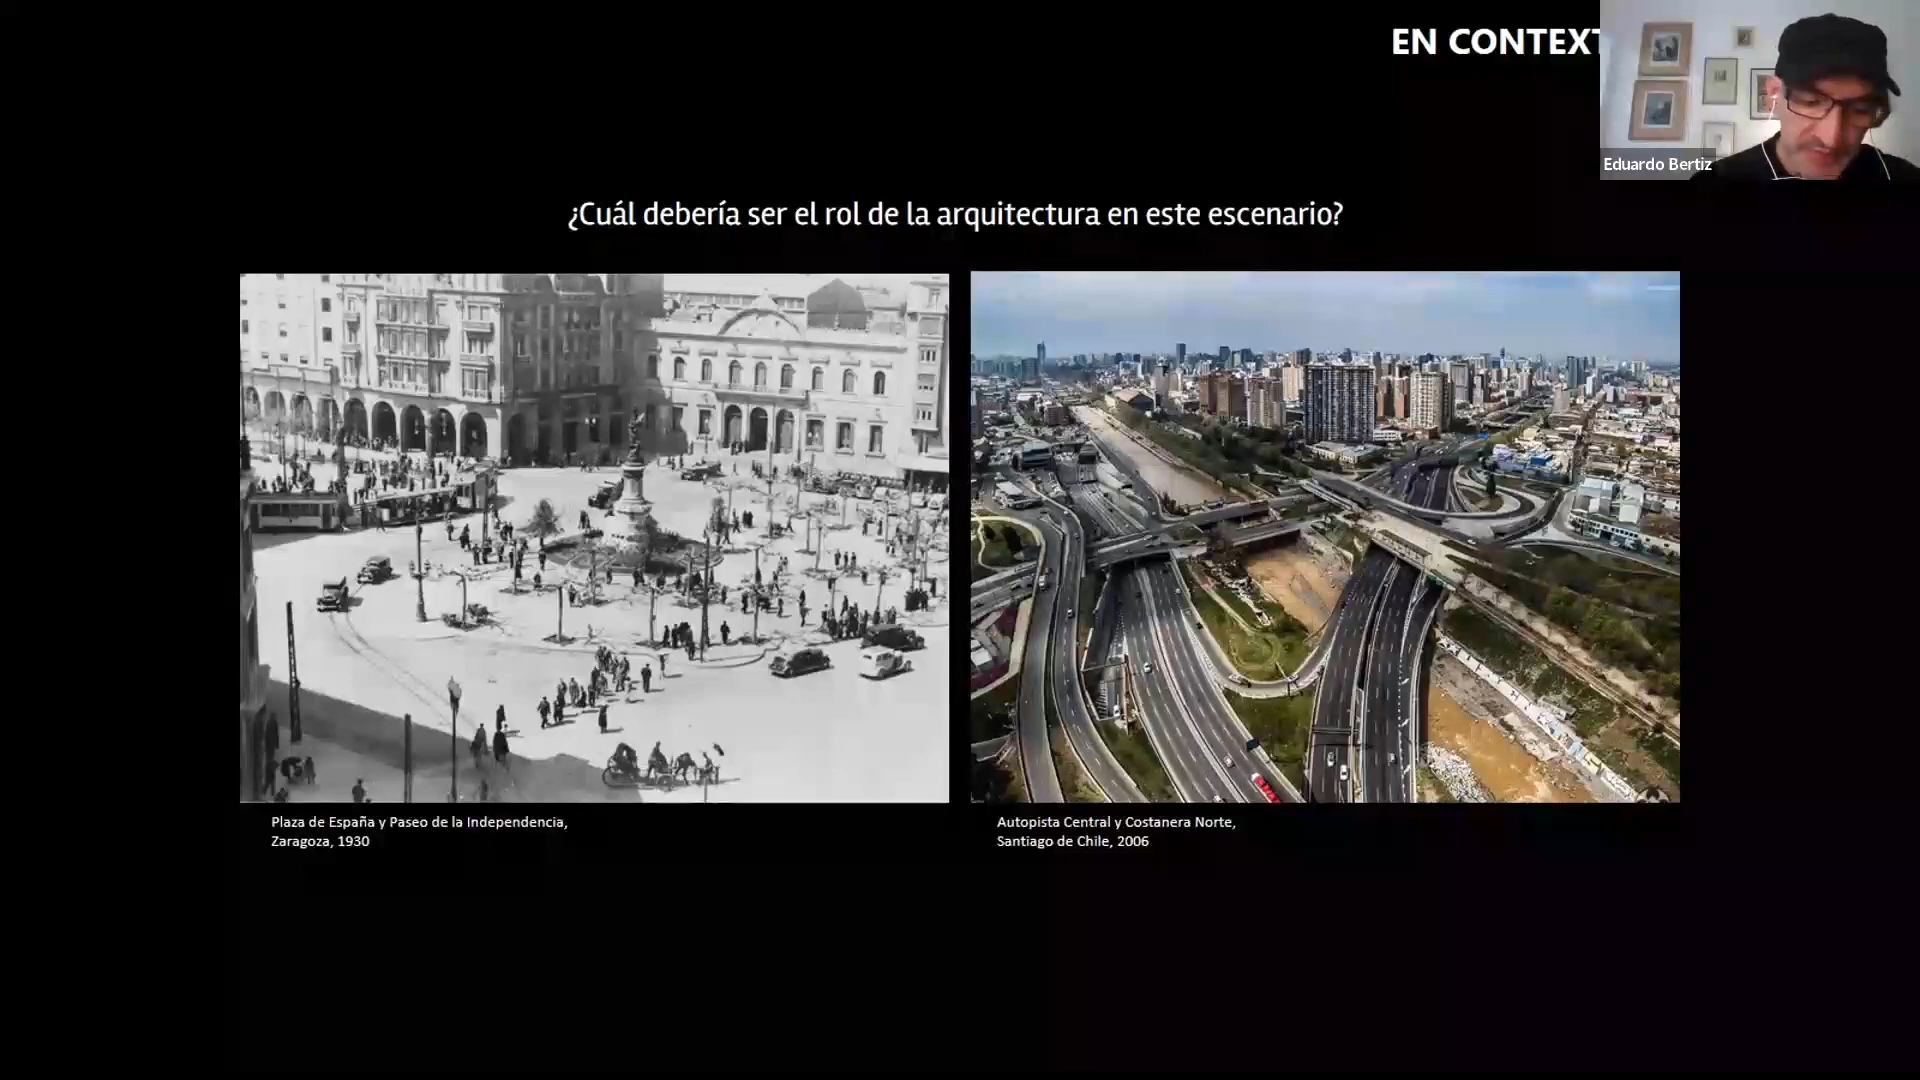 EN CONTEXT
Eduardo Bertiz
¿Cuál debería ser el rol de la arquitectura en este escenario?
Plaza de España y Paseo de la Independencia,
Zaragoza, 1930
Autopista Central y Costanera Norte,
Santiago de Chile, 2006